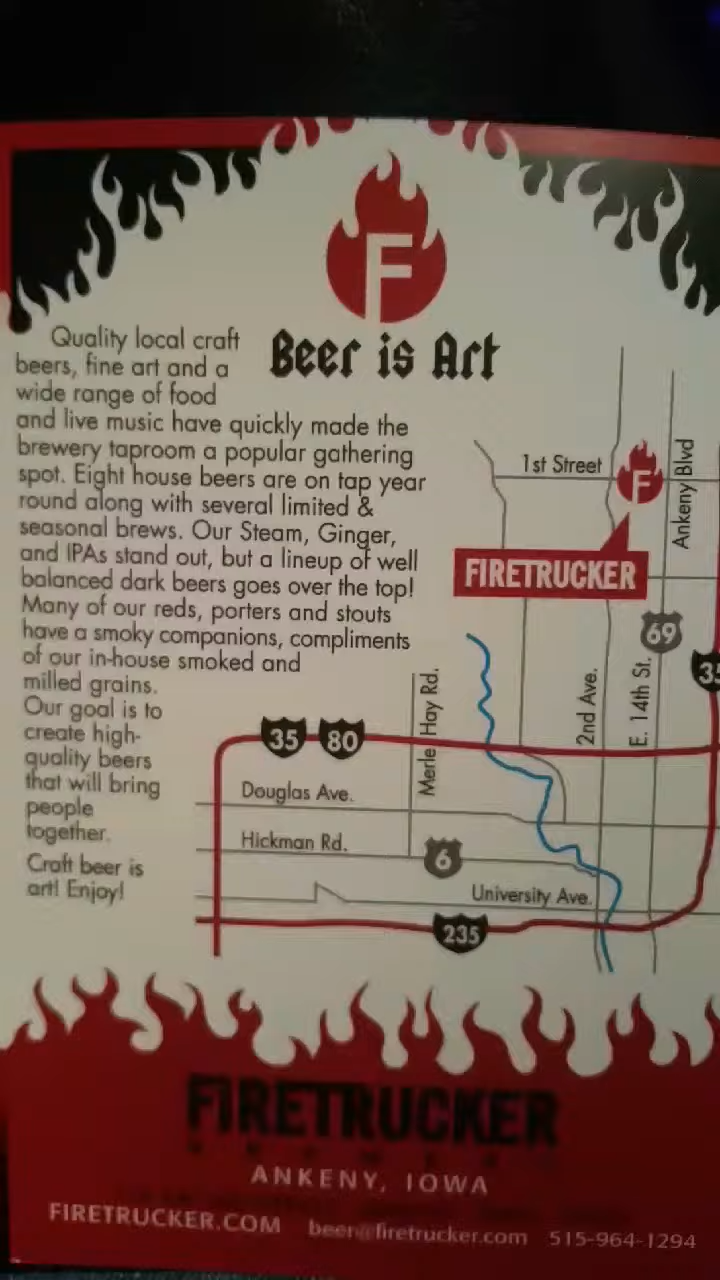 F
Beer is Art
Quality local craft
beers, fine art and a
wide range of food
and live music have quickly made the
brewery taproom a popular gathering
spot. Eight house beers are on tap year
round along with several limited &
seasonal brews. Our Steam, Ginger,
and IPAs stand out, but a lineup of well
balanced dark beers goes over the top!
Many of our reds, porters and stouts
have a smoky companions, compliments
of our in-house smoked and
milled grains.
Our goal is to
create high-
quality beers
that will bring
people
together.
Craft beer is
art! Enjoy!
1st Street
F
Ankeny Blvd
FIRETRUCKER
69
35
Merle Hay Rd.
2nd Ave.
E. 14th St.
35
80
Douglas Ave.
Hickman Rd.
6
University Ave.
235
FIRETRUCKER
ANKENY, IOWA
FIRETRUCKER.COM beer@firetrucker.com 515-964-1294